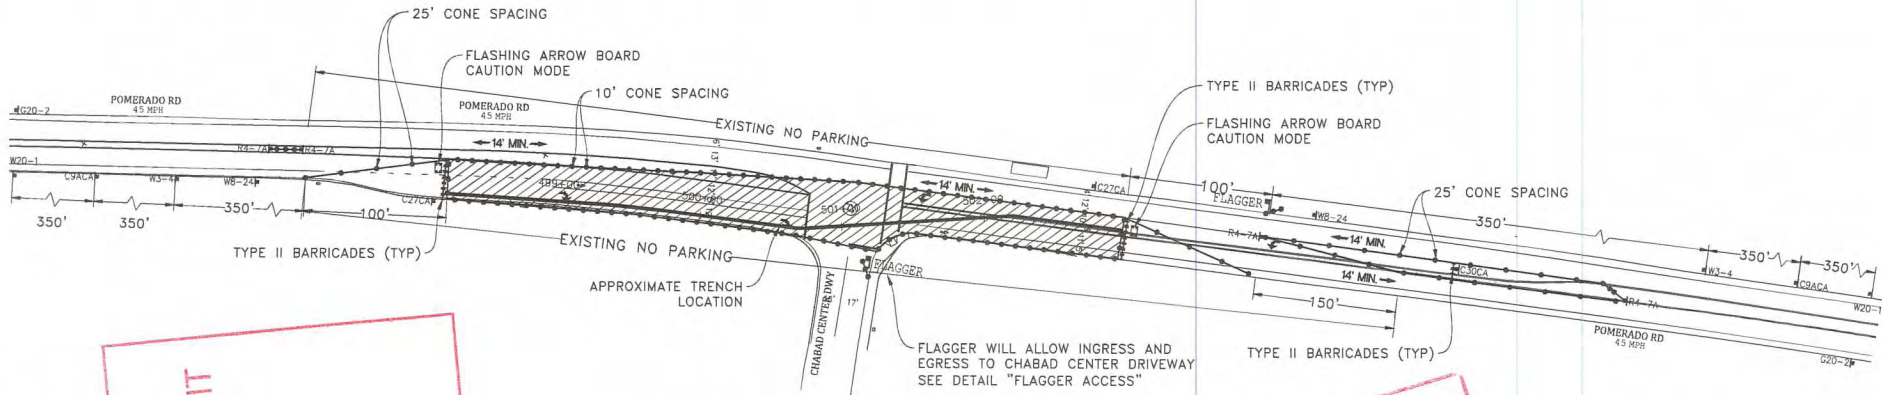 25' CONE SPACING
FLASHING ARROW BOARD
CAUTION MODE
10' CONE SPACING
TYPE II BARRICADES (TYP)
FLASHING ARROW BOARD
CAUTION MODE
G20-2
POMERADO RD
45 MPH
POMERADO RD
45 MPH
EXISTING NO PARKING
R4-7A
R4-7A
14' MIN.
W20-1
C9ACA
W3-4
W8-24
C27CA
499+00
500+00
501+00
14' MIN.
C27CA
100'
FLAGGER
W8-24
25' CONE SPACING
350'
350'
350'
350'
100'
R4-7A
14' MIN.
350'
350'
W3-4
C9ACA
W20-1
C30CA
14' MIN.
R4-7A
150'
TYPE II BARRICADES (TYP)
EXISTING NO PARKING
FLAGGER
APPROXIMATE TRENCH
LOCATION
CHABAD CENTER DWY
17'
FLAGGER WILL ALLOW INGRESS AND
EGRESS TO CHABAD CENTER DRIVEWAY
SEE DETAIL "FLAGGER ACCESS"
TYPE II BARRICADES (TYP)
POMERADO RD
45 MPH
G20-2